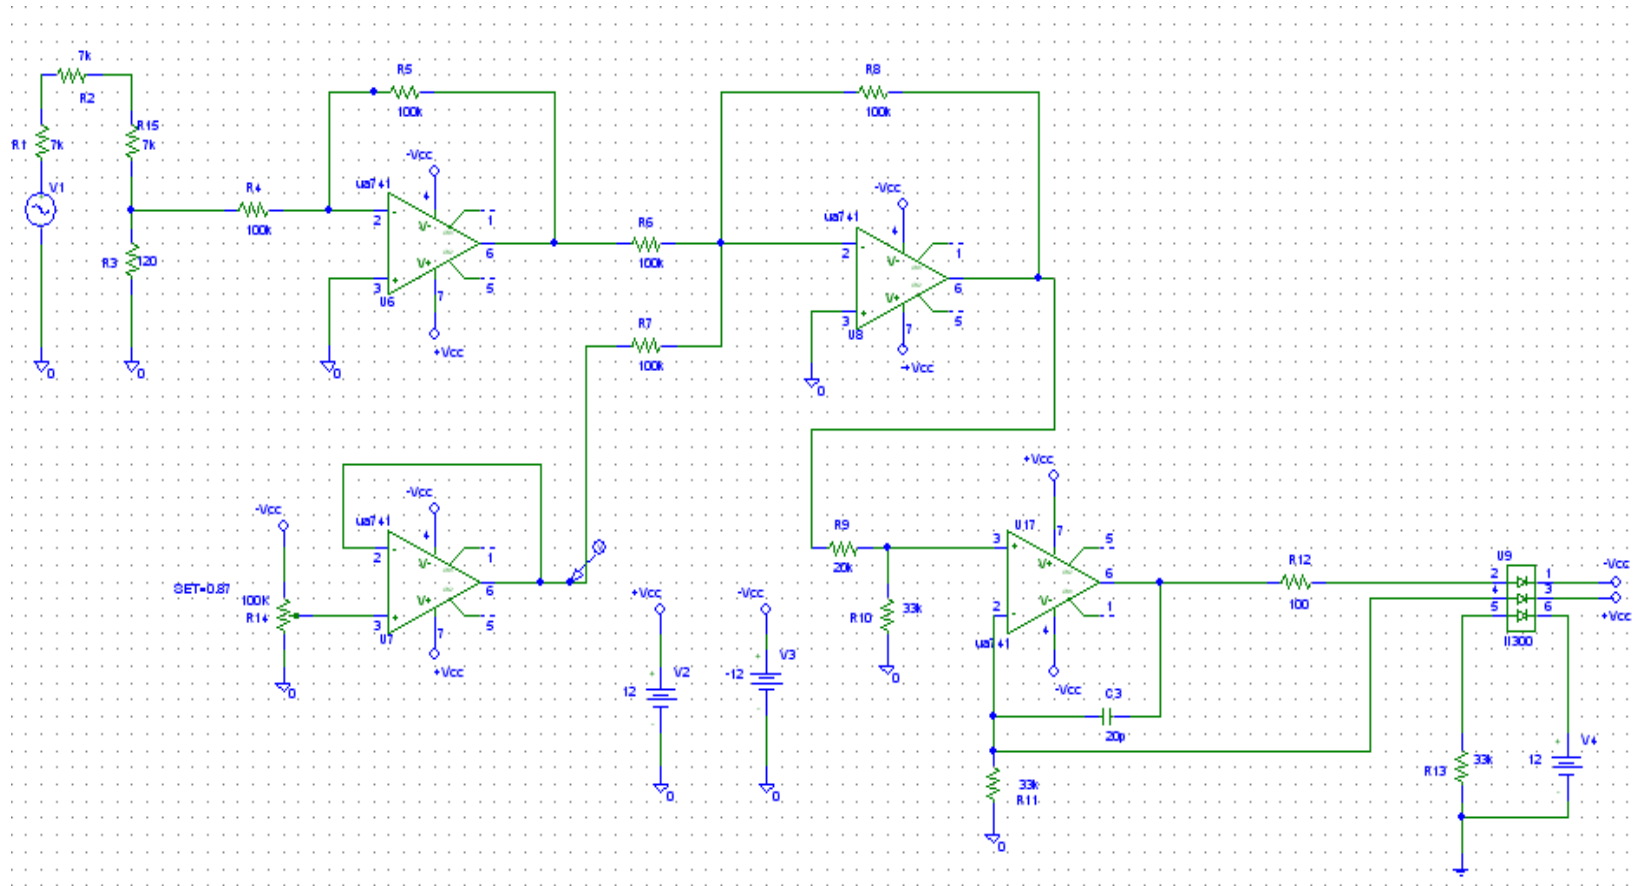 7k
R2
R1
7k
R15
7k
V1
R3
120
0
0
R4
100k
R5
100k
-Vcc
ua741
4
2
V-
1
6
V+
3
5
U6
7
+Vcc
0
R6
100k
R7
100k
R8
100k
-Vcc
ua741
4
2
V-
1
6
V+
3
5
U8
7
+Vcc
0
-Vcc
SET=0.87
100K
R14
0
-Vcc
ua741
4
2
V-
1
6
V+
3
5
U7
7
+Vcc
V
+Vcc
V2
12
0
-Vcc
V3
-12
0
R9
20k
R10
33k
0
+Vcc
U17
7
3
V+
5
6
V-
2
1
ua741
4
-Vcc
C3
20p
33k
R11
0
R12
100
U9
2
1
4
3
5
6
Il300
-Vcc
+Vcc
R13
33k
V4
12